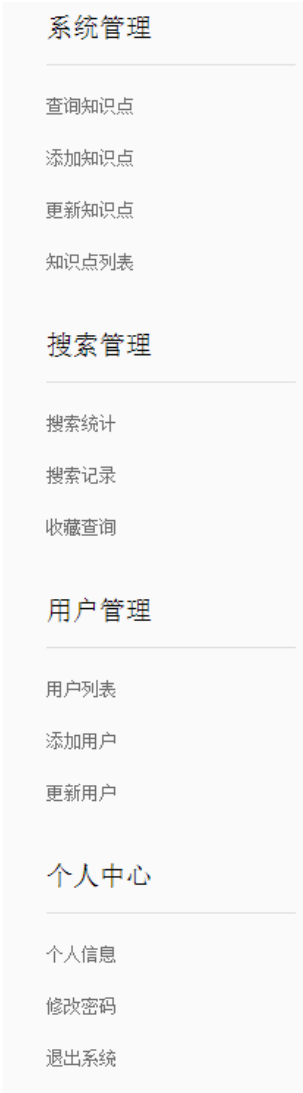 系统管理
查询知识点
添加知识点
更新知识点
知识点列表
搜索管理
搜索统计
搜索记录
收藏查询
用户管理
用户列表
添加用户
更新用户
个人中心
个人信息
修改密码
退出系统